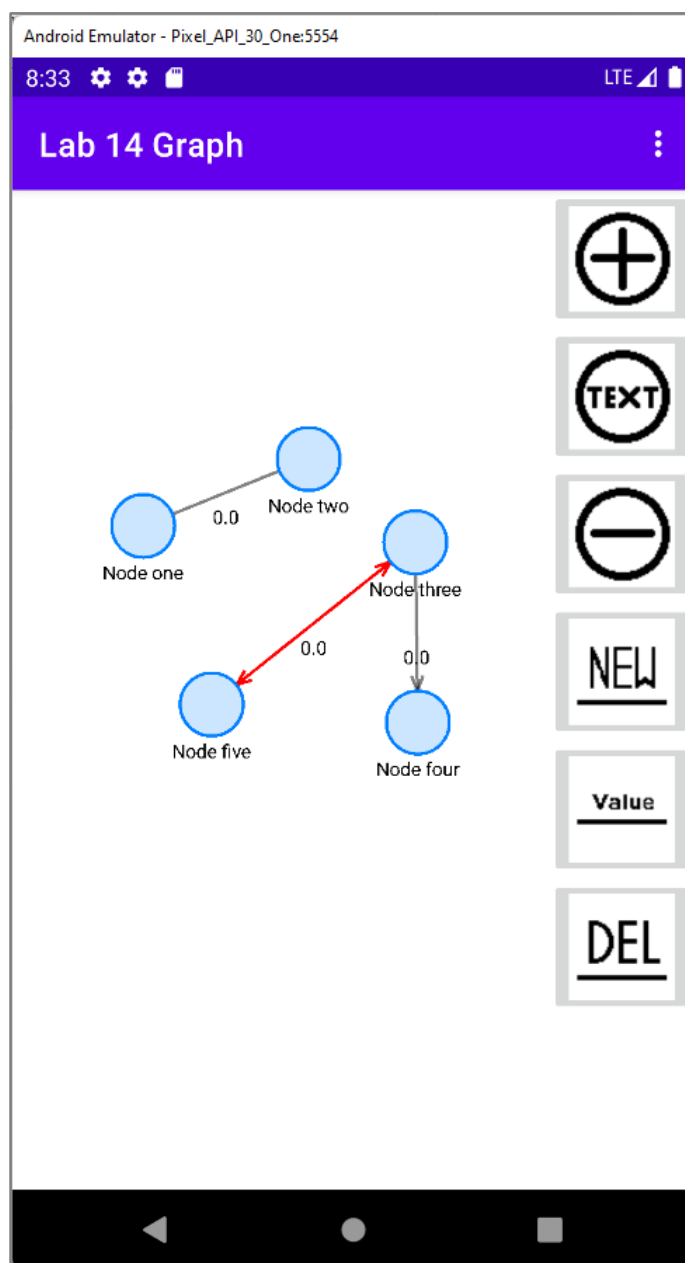 Android Emulator - Pixel_API_30_One:5554
8:33 LTE
Lab 14 Graph
TEXT
Node two
0.0
Node one
Node three
0.0
0.0
NEW
Node five
Node four
Value
DEL